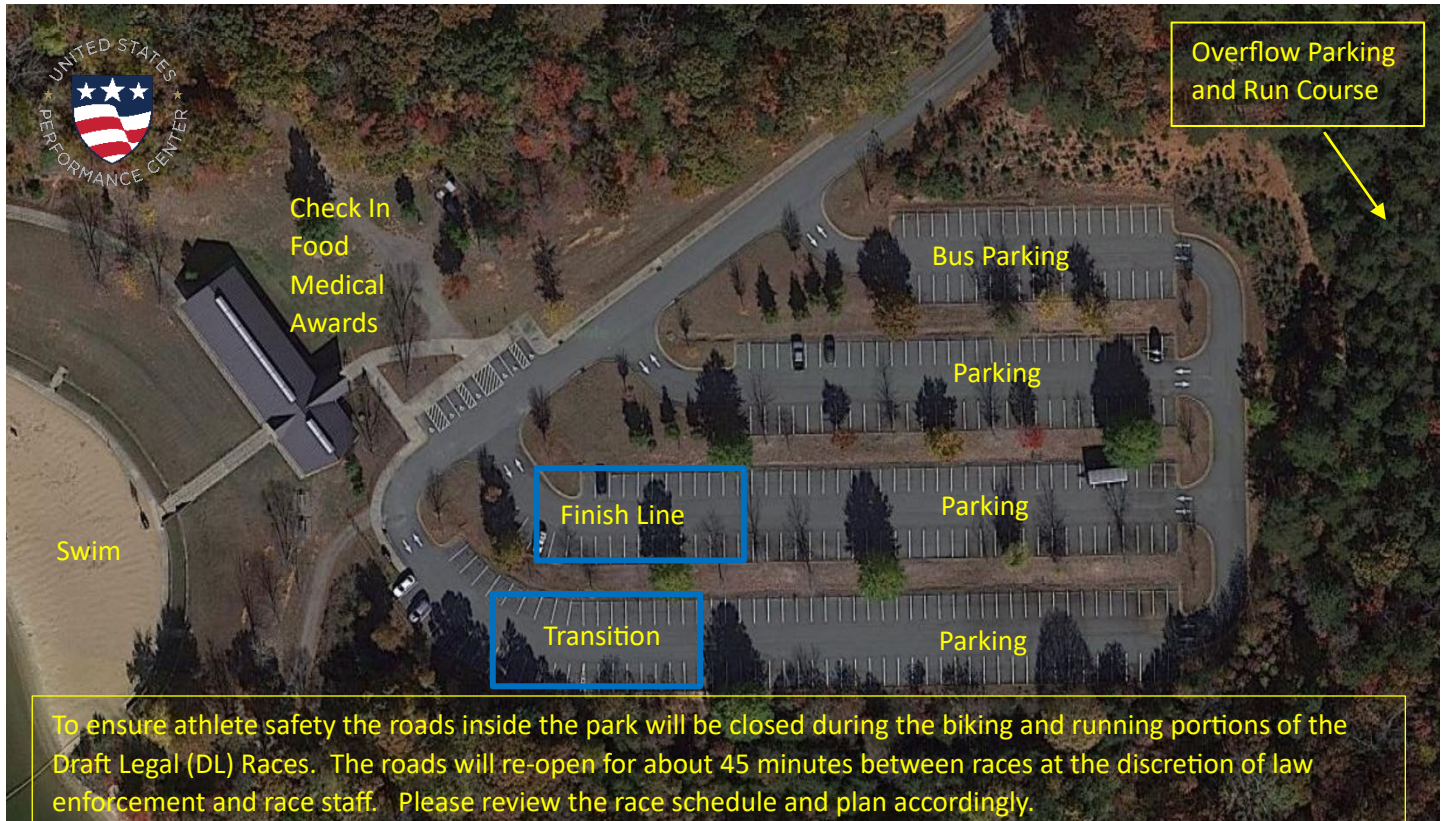 UNITED STATES
PERFORMANCE CENTER
Overflow Parking
and Run Course
Check In
Food
Medical
Awards
Bus Parking
Parking
Finish Line
Parking
Swim
Transition
Parking
To ensure athlete safety the roads inside the park will be closed during the biking and running portions of the
Draft Legal (DL) Races.  The roads will re-open for about 45 minutes between races at the discretion of law
enforcement and race staff.   Please review the race schedule and plan accordingly.